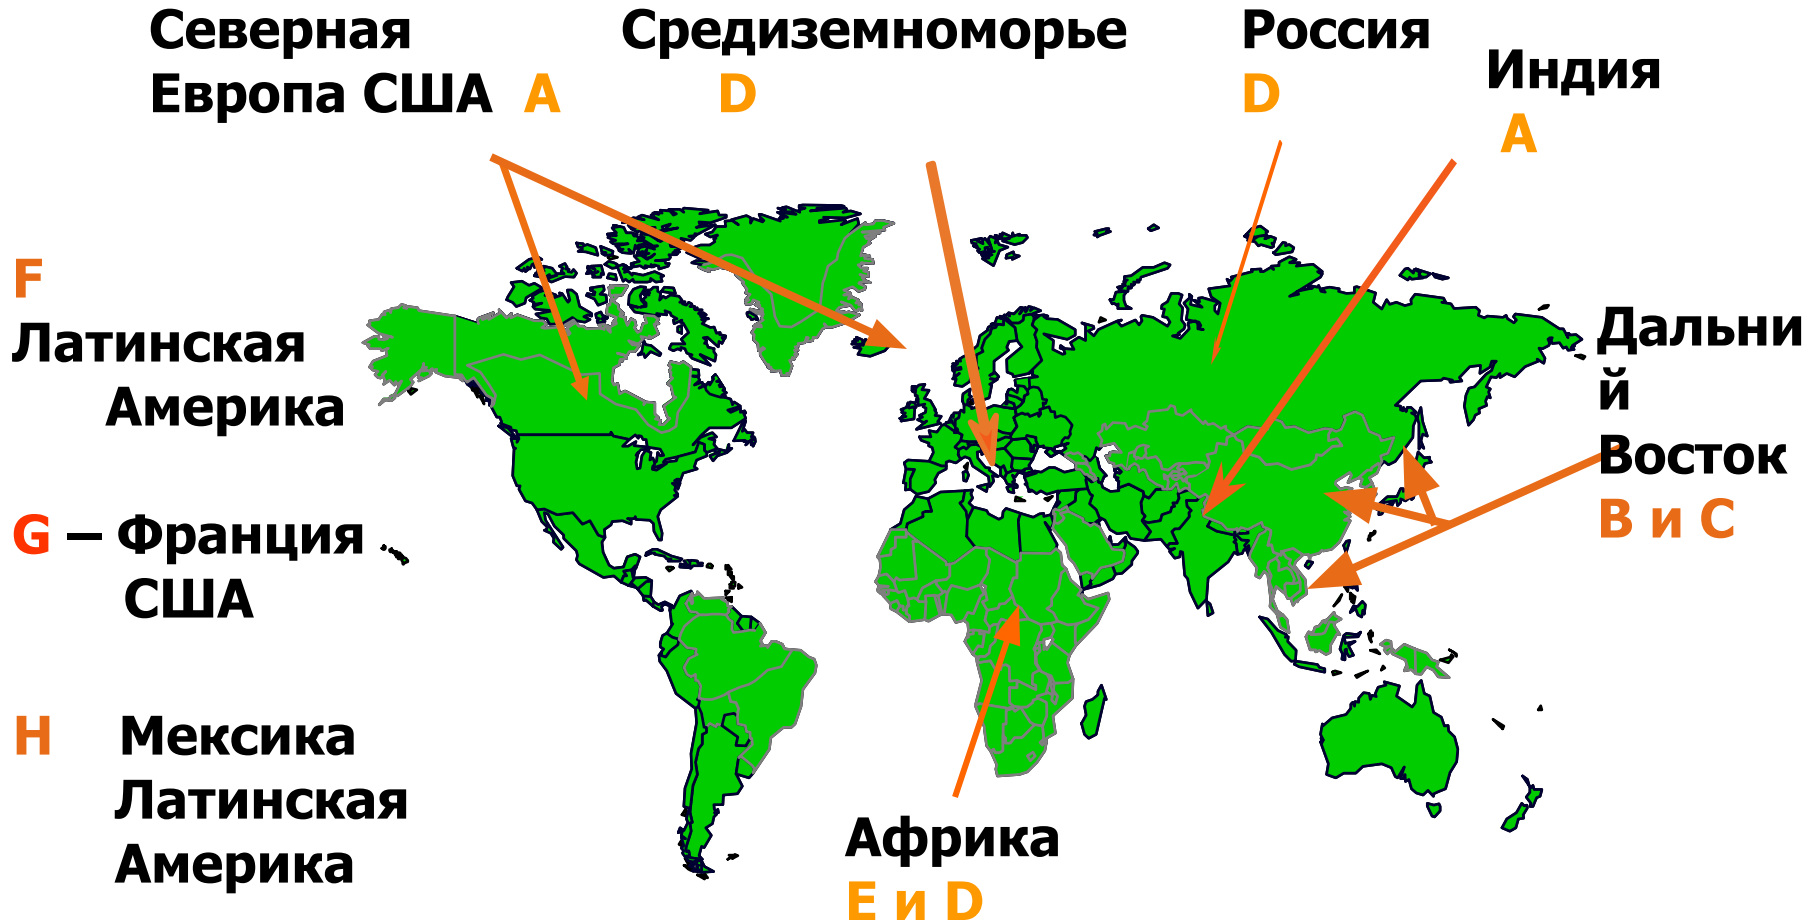 Северная
Европа США A
Средиземноморье
D
Россия
D
Индия
A
F
Латинская
Америка
G – Франция
США
H Мексика
Латинская
Америка
Дальни
й
Восток
B и C
Африка
E и D